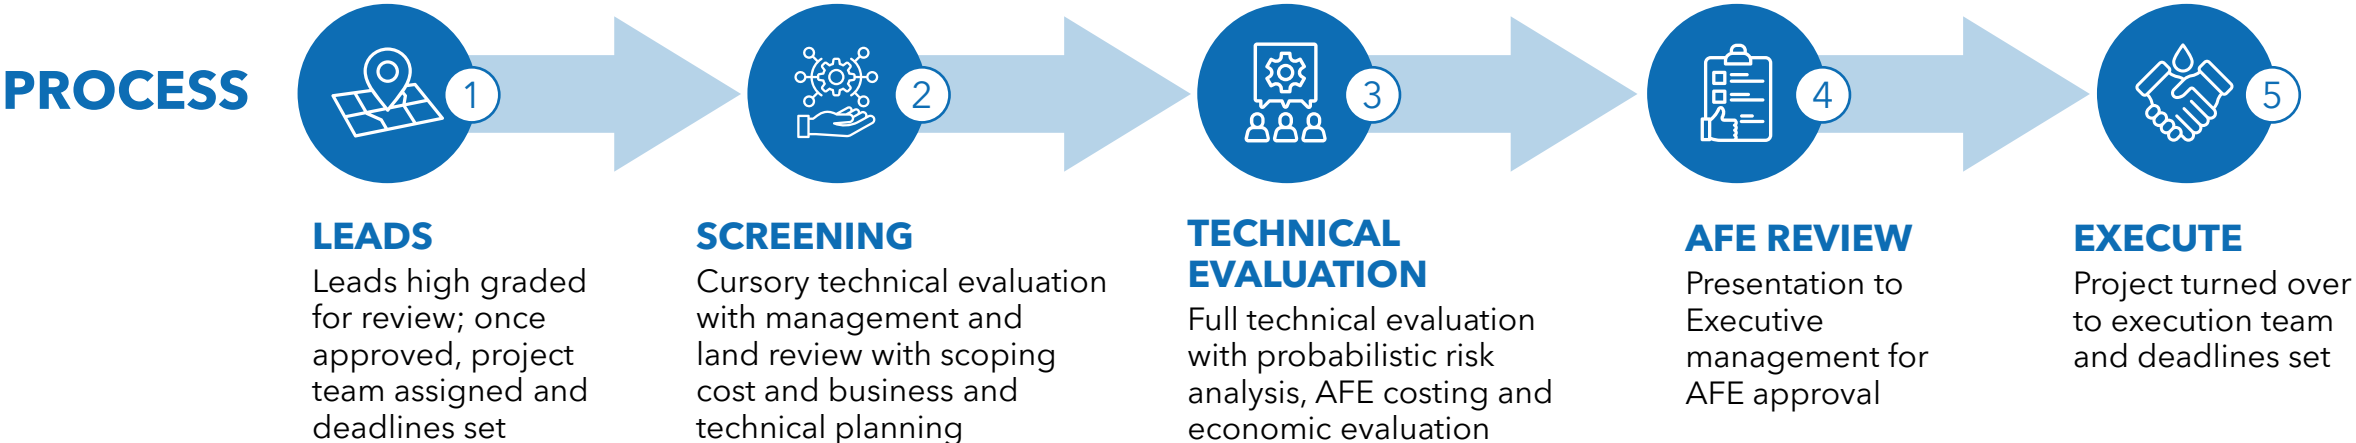 PROCESS
1
2
3
4
5
LEADS
Leads high graded
for review; once
approved, project
team assigned and
deadlines set
SCREENING
Cursory technical evaluation
with management and
land review with scoping
cost and business and
technical planning
TECHNICAL
EVALUATION
Full technical evaluation
with probabilistic risk
analysis, AFE costing and
economic evaluation
AFE REVIEW
Presentation to
Executive
management for
AFE approval
EXECUTE
Project turned over
to execution team
and deadlines set